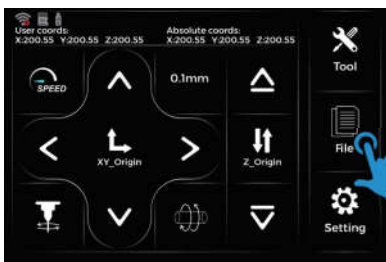 User coords:
X:200.55 Y:200.55 Z:200.55
Absolute coords:
X:200.55 Y:200.55 Z:200.55
SPEED
0.1mm
Tool
XY_Origin
Z_Origin
File
Setting